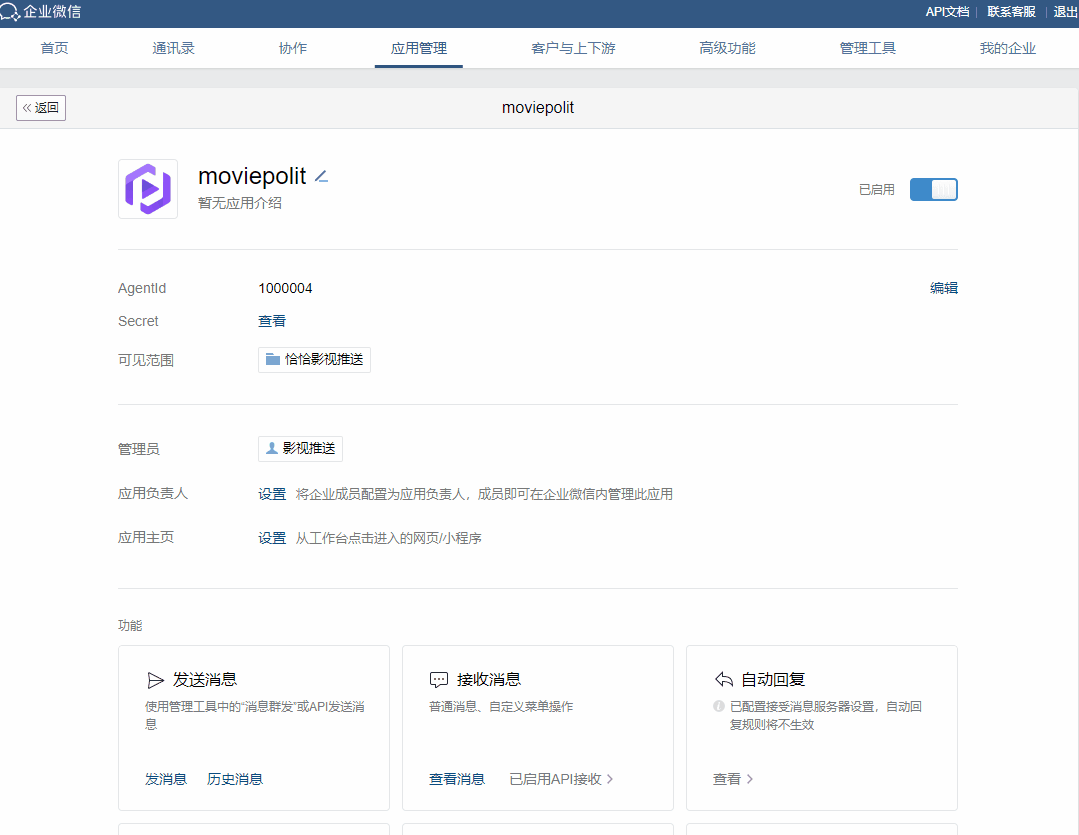 企业微信
API文档 | 联系客服 | 退出
首页 通讯录 协作 应用管理 客户与上下游 高级功能 管理工具 我的企业
«返回
moviepolit
moviepolit
暂无应用介绍
已启用
AgentId 1000004 编辑
Secret 查看
可见范围 恰恰影视推送
管理员 影视推送
应用负责人 设置 将企业成员配置为应用负责人，成员即可在企业微信内管理此应用
应用主页 设置 从工作台点击进入的网页/小程序
功能
发送消息
使用管理工具中的“消息群发”或API发送消
息
发消息 历史消息
接收消息
普通消息、自定义菜单操作
查看消息 已启用API接收 >
自动回复
已配置接受消息服务器设置，自动回
复规则将不生效
查看 >